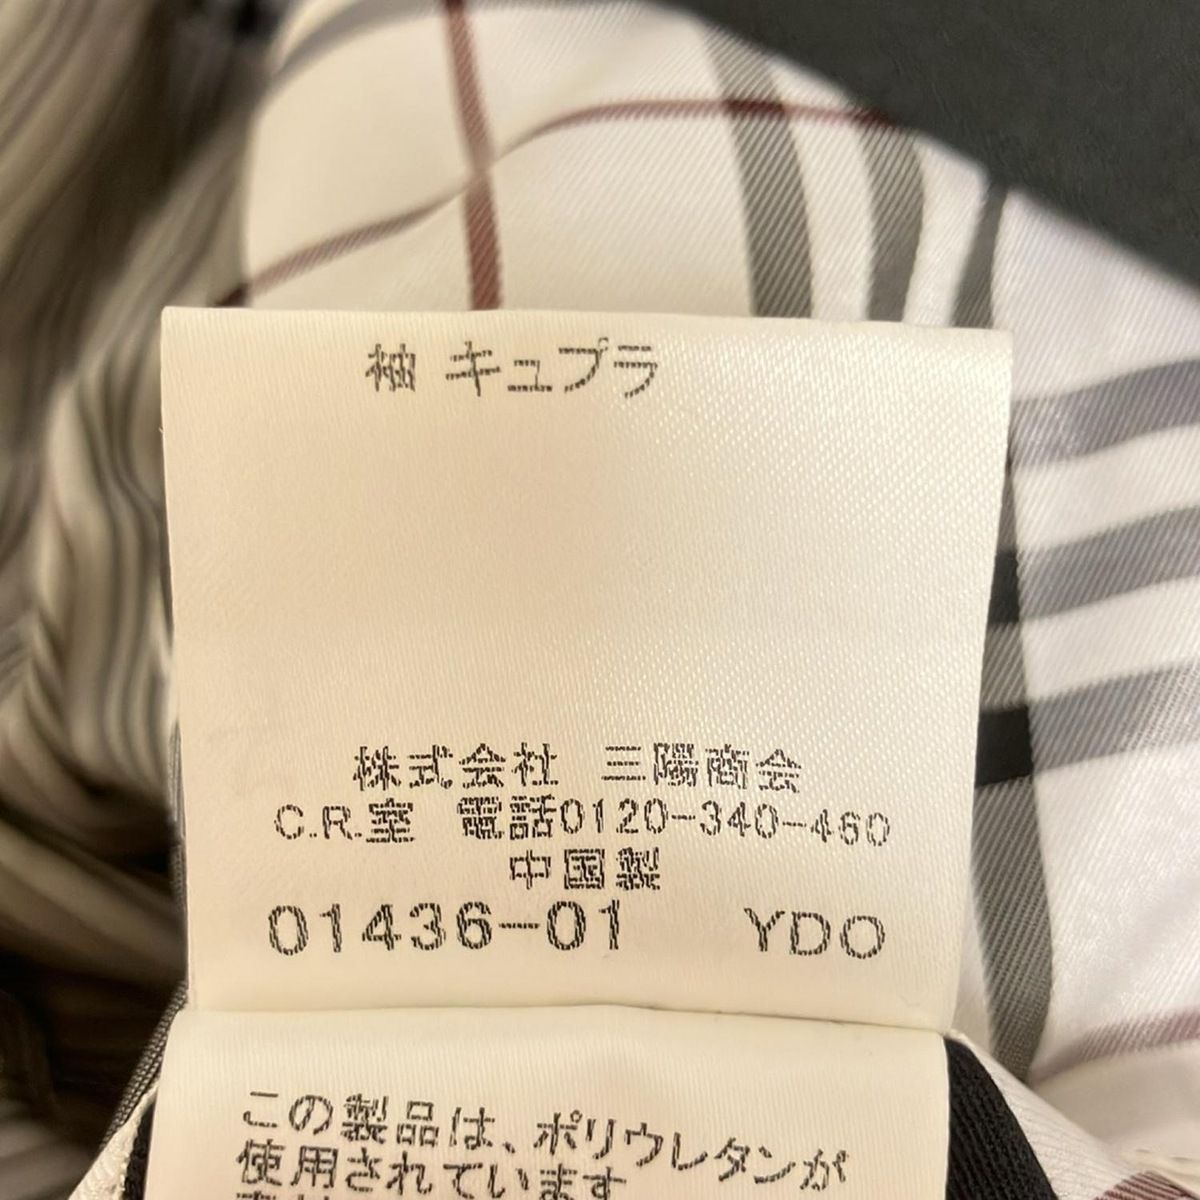 袖 キュプラ
株式会社 三陽商会
C.R.室 電話0120-340-460
中国製
01436-01 YDO
この製品は、ポリウレタンが
使用されています